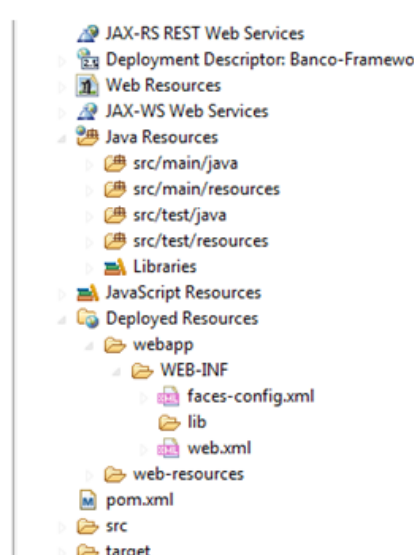 JAX-RS REST Web Services
Deployment Descriptor: Banco-Framewo
Web Resources
JAX-WS Web Services
Java Resources
src/main/java
src/main/resources
src/test/java
src/test/resources
Libraries
JavaScript Resources
Deployed Resources
webapp
WEB-INF
faces-config.xml
lib
web.xml
web-resources
pom.xml
src
target